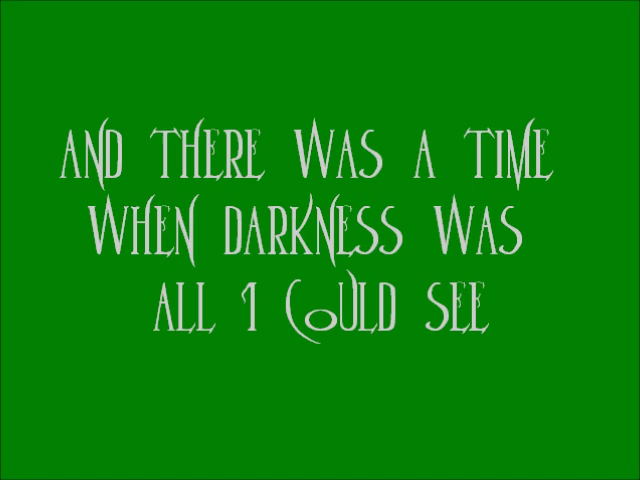 AND THERE WAS A TIME
WHEN DARKNESS WAS
ALL I COULD SEE